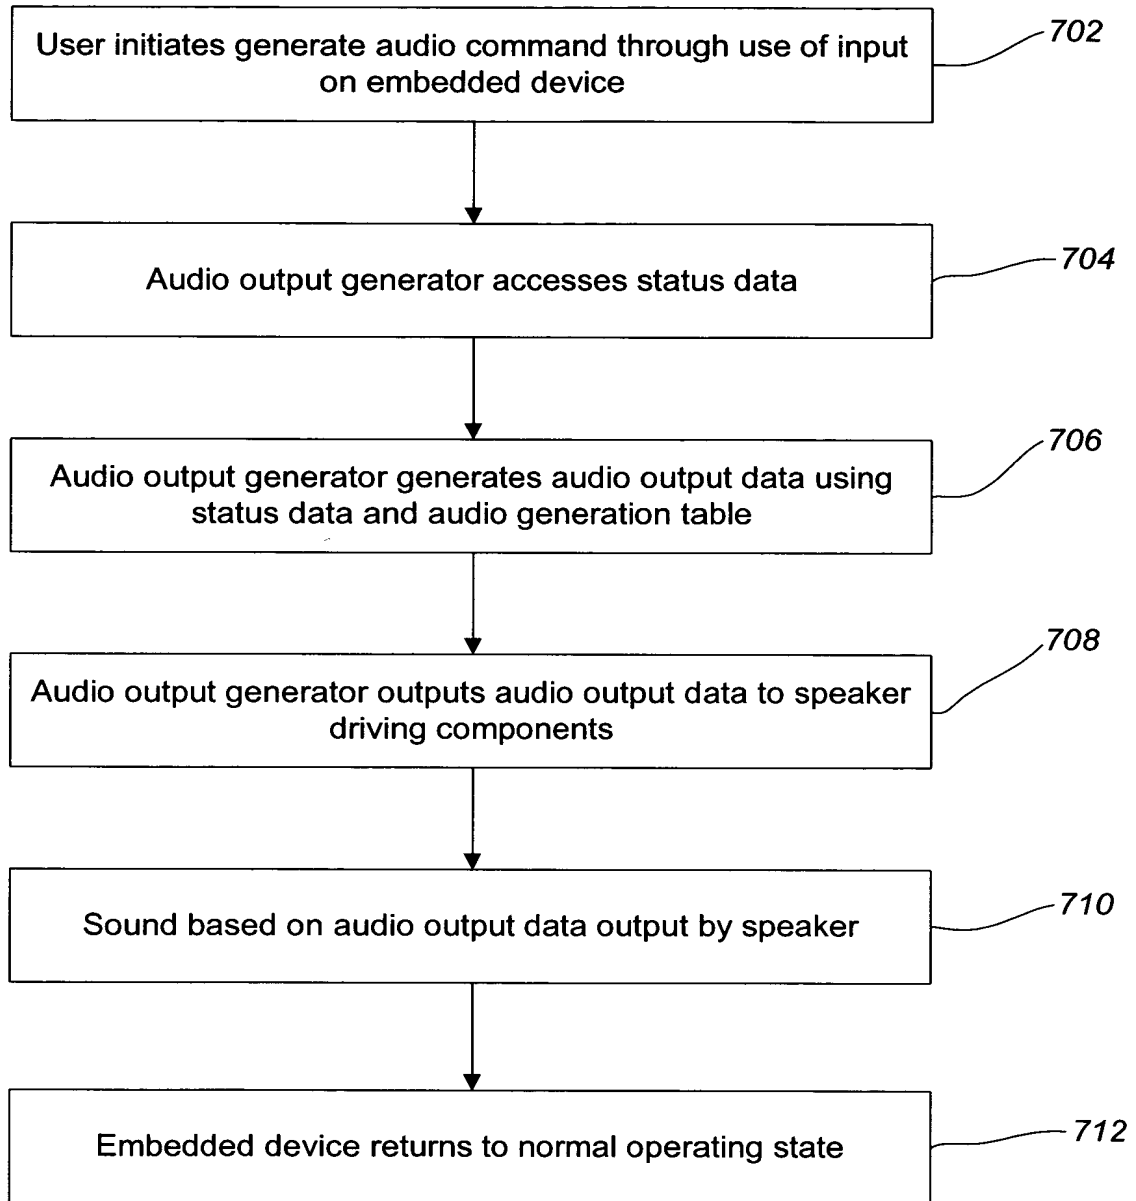 User initiates generate audio command through use of input
on embedded device
702
Audio output generator accesses status data
704
Audio output generator generates audio output data using
status data and audio generation table
706
Audio output generator outputs audio output data to speaker
driving components
708
Sound based on audio output data output by speaker
710
Embedded device returns to normal operating state
712